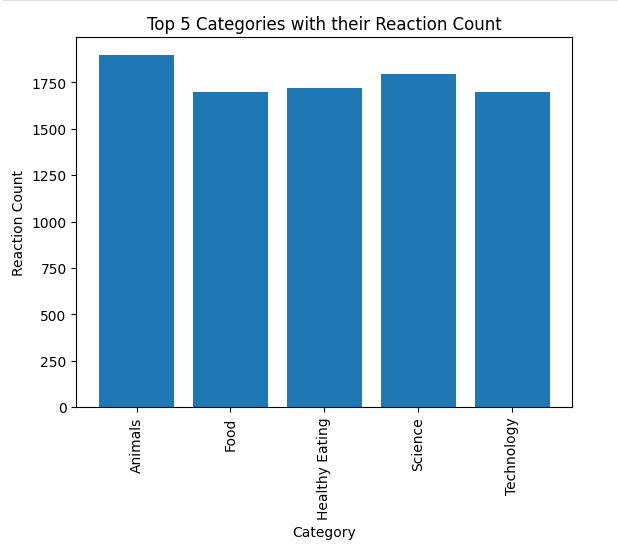 Top 5 Categories with their Reaction Count
Reaction Count
1750
1500
1250
1000
750
500
250
0
Animals
Food
Healthy Eating
Science
Technology
Category